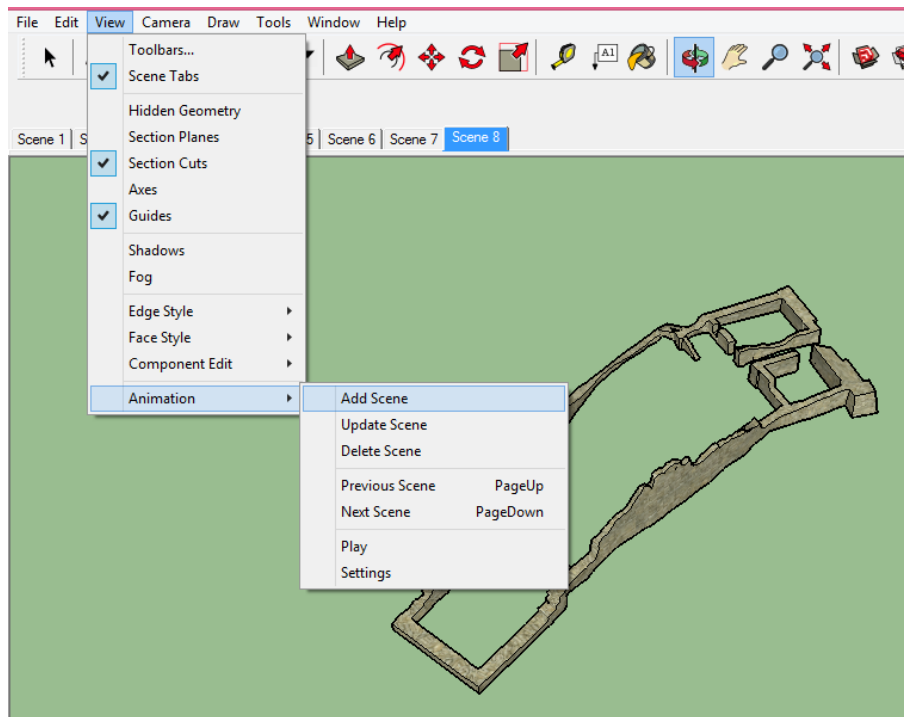 File Edit View Camera Draw Tools Window Help
Toolbars...
A1
Scene Tabs
Hidden Geometry
Scene 1 S Section Planes 5 Scene 6 Scene 7 Scene 8
Section Cuts
Axes
Guides
Shadows
Fog
Edge Style
Face Style
Component Edit
Animation
Add Scene
Update Scene
Delete Scene
Previous Scene PageUp
Next Scene PageDown
Play
Settings